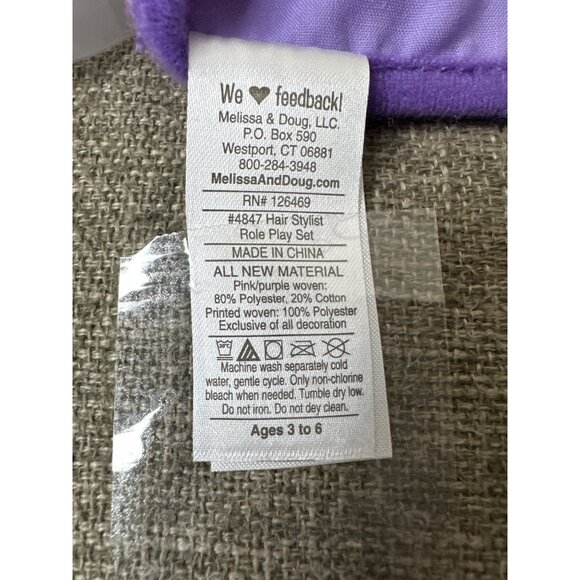 We ♥ feedback!
Melissa & Doug, LLC.
P.O. Box 590
Westport, CT 06881
800-284-3948
MelissaAndDoug.com
RN# 126469
#4847 Hair Stylist
Role Play Set
MADE IN CHINA
ALL NEW MATERIAL
Pink/purple woven:
80% Polyester, 20% Cotton
Printed woven: 100% Polyester
Exclusive of all decoration
30°C
Machine wash separately cold
water, gentle cycle. Only non-chlorine
bleach when needed. Tumble dry low.
Do not iron. Do not dey clean.
Ages 3 to 6